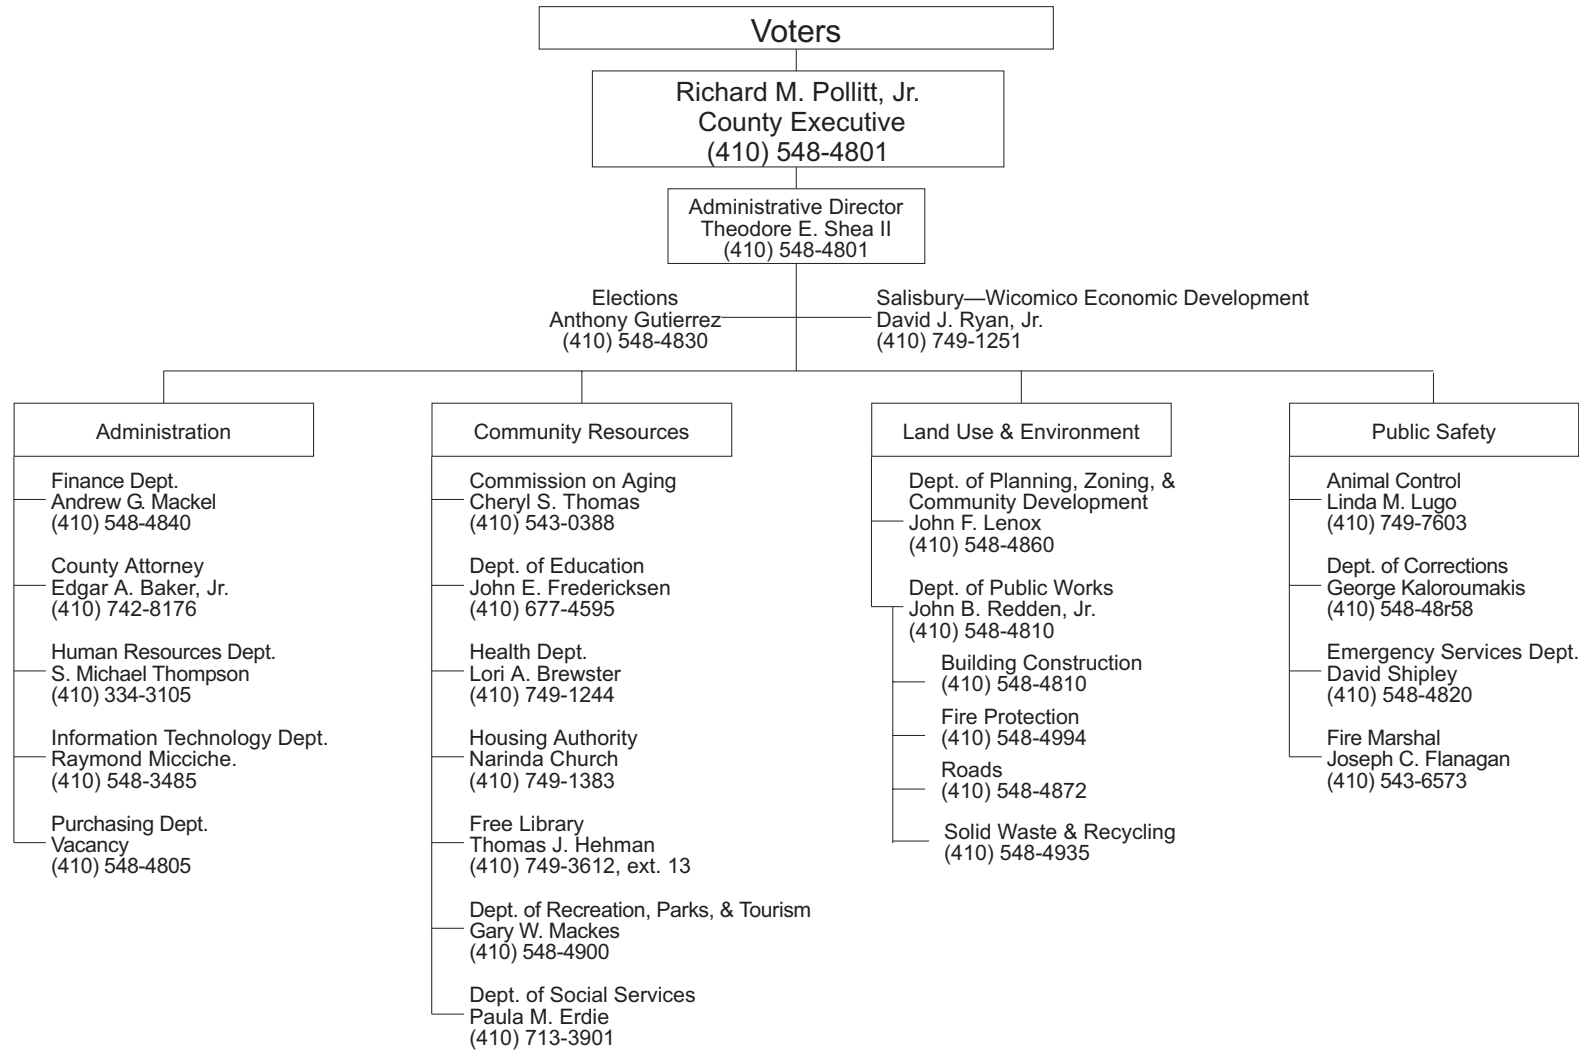 Voters
Richard M. Pollitt, Jr.
County Executive
(410) 548-4801
Administrative Director
Theodore E. Shea II
(410) 548-4801
Elections
Anthony Gutierrez
(410) 548-4830
Salisbury—Wicomico Economic Development
David J. Ryan, Jr.
(410) 749-1251
Administration
Finance Dept.
Andrew G. Mackel
(410) 548-4840
County Attorney
Edgar A. Baker, Jr.
(410) 742-8176
Human Resources Dept.
S. Michael Thompson
(410) 334-3105
Information Technology Dept.
Raymond Micciche.
(410) 548-3485
Purchasing Dept.
Vacancy
(410) 548-4805
Community Resources
Commission on Aging
Cheryl S. Thomas
(410) 543-0388
Dept. of Education
John E. Fredericksen
(410) 677-4595
Health Dept.
Lori A. Brewster
(410) 749-1244
Housing Authority
Narinda Church
(410) 749-1383
Free Library
Thomas J. Hehman
(410) 749-3612, ext. 13
Dept. of Recreation, Parks, & Tourism
Gary W. Mackes
(410) 548-4900
Dept. of Social Services
Paula M. Erdie
(410) 713-3901
Land Use & Environment
Dept. of Planning, Zoning, &
Community Development
John F. Lenox
(410) 548-4860
Dept. of Public Works
John B. Redden, Jr.
(410) 548-4810
Building Construction
(410) 548-4810
Fire Protection
(410) 548-4994
Roads
(410) 548-4872
Solid Waste & Recycling
(410) 548-4935
Public Safety
Animal Control
Linda M. Lugo
(410) 749-7603
Dept. of Corrections
George Kaloroumakis
(410) 548-48r58
Emergency Services Dept.
David Shipley
(410) 548-4820
Fire Marshal
Joseph C. Flanagan
(410) 543-6573